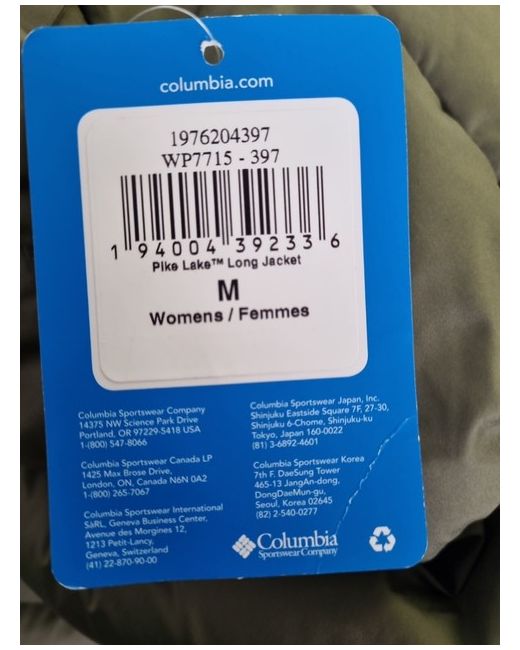 columbia.com
1976204397
WP7715 - 397
1 94004 39233 6
Pike Lake™ Long Jacket
M
Womens / Femmes
Columbia Sportswear Company
14375 NW Science Park Drive
Portland, OR 97229-5418 USA
1-(800) 547-8066
Columbia Sportswear Canada LP
1425 Max Brose Drive,
London, ON, Canada N6N 0A2
1-(800) 265-7067
Columbia Sportswear International
SàRL, Geneva Business Center,
Avenue des Morgines 12,
1213 Petit-Lancy,
Geneva, Switzerland
(41) 22-870-90-00
Columbia Sportswear Japan, Inc.
Shinjuku Eastside Square 7F, 27-30,
Shinjuku 6-Chome, Shinjuku-ku
Tokyo, Japan 160-0022
(81) 3-6892-4601
Columbia Sportswear Korea
7th F. DaeSung Tower
465-13 JangAn-dong,
DongDaeMun-gu,
Seoul, Korea 02645
(82) 2-540-0277
Columbia
Sportswear Company